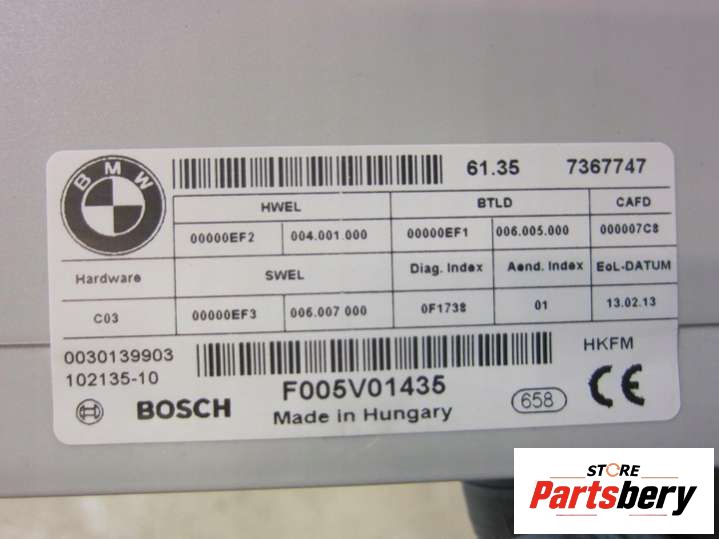 BMW
61.35 7367747
HWEL BTLD CAFD
00000EF2 004.001.000 00000EF1 006.005.000 000007C8
Hardware SWEL Diag. Index Aend. Index EoL-DATUM
C03 00000EF3 006.007 000 0F1738 01 13.02.13
0030139903
102135-10
HKFM
BOSCH F005V01435
Made in Hungary
658
CE
STORE
Partsbery